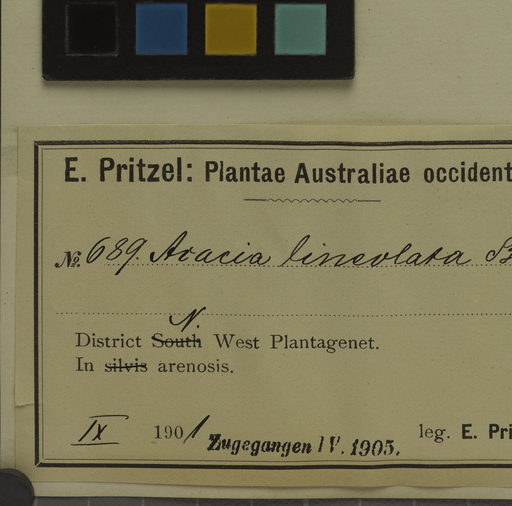 E. Pritzel: Plantae Australiae occident
№. 689. Acacia lineolata
N.
District South West Plantagenet.
In silvis arenosis.
IX 1901 leg. E. Pri
Zugegangen IV. 1905.